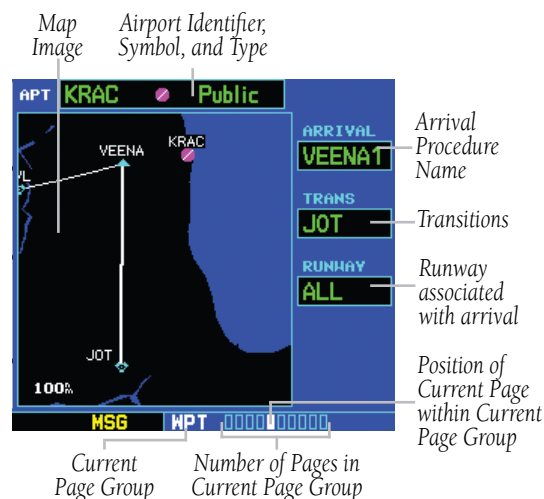 Map
Image
Airport Identifier,
Symbol, and Type
APT KRAC Public
VEENA
KRAC
VL
JOT
100
ARRIVAL
VEENA1
TRANS
JOT
RUNWAY
ALL
MSG WPT
Arrival
Procedure
Name
Transitions
Runway
associated
with arrival
Position of
Current Page
within Current
Page Group
Current
Page Group
Number of Pages in
Current Page Group